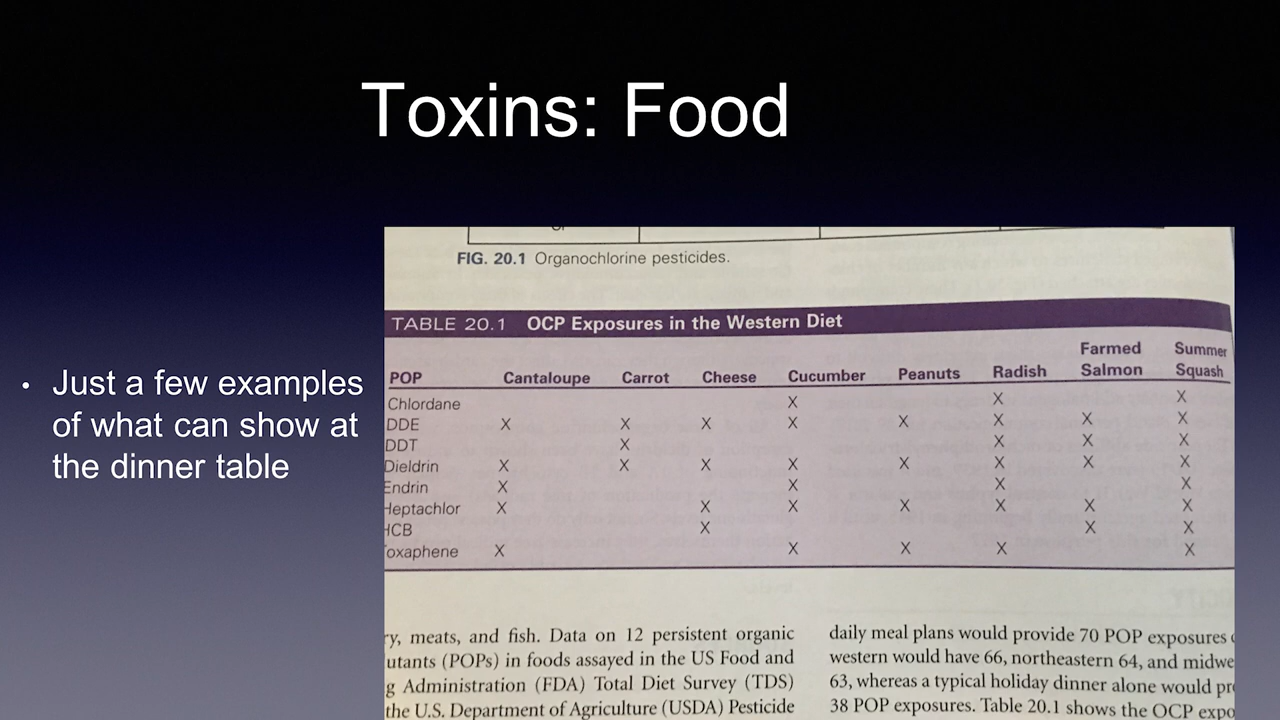 Toxins: Food
• Just a few examples
of what can show at
the dinner table
FIG. 20.1 Organochlorine pesticides.
TABLE 20.1 OCP Exposures in the Western Diet
POP Cantaloupe Carrot Cheese Cucumber Peanuts Radish Farmed Salmon Summer Squash
Chlordane X X X
DDE X X X X X X X X
DDT X X X X
Dieldrin X X X X X X X X
Endrin X X X X
Heptachlor X X X X X X X
HCB X X X
oxaphene X X X X X
ry, meats, and fish. Data on 12 persistent organic
utants (POPs) in foods assayed in the US Food and
g Administration (FDA) Total Diet Survey (TDS)
the U.S. Department of Agriculture (USDA) Pesticide
daily meal plans would provide 70 POP exposures
western would have 66, northeastern 64, and midwe
63, whereas a typical holiday dinner alone would pr
38 POP exposures. Table 20.1 shows the OCP expo